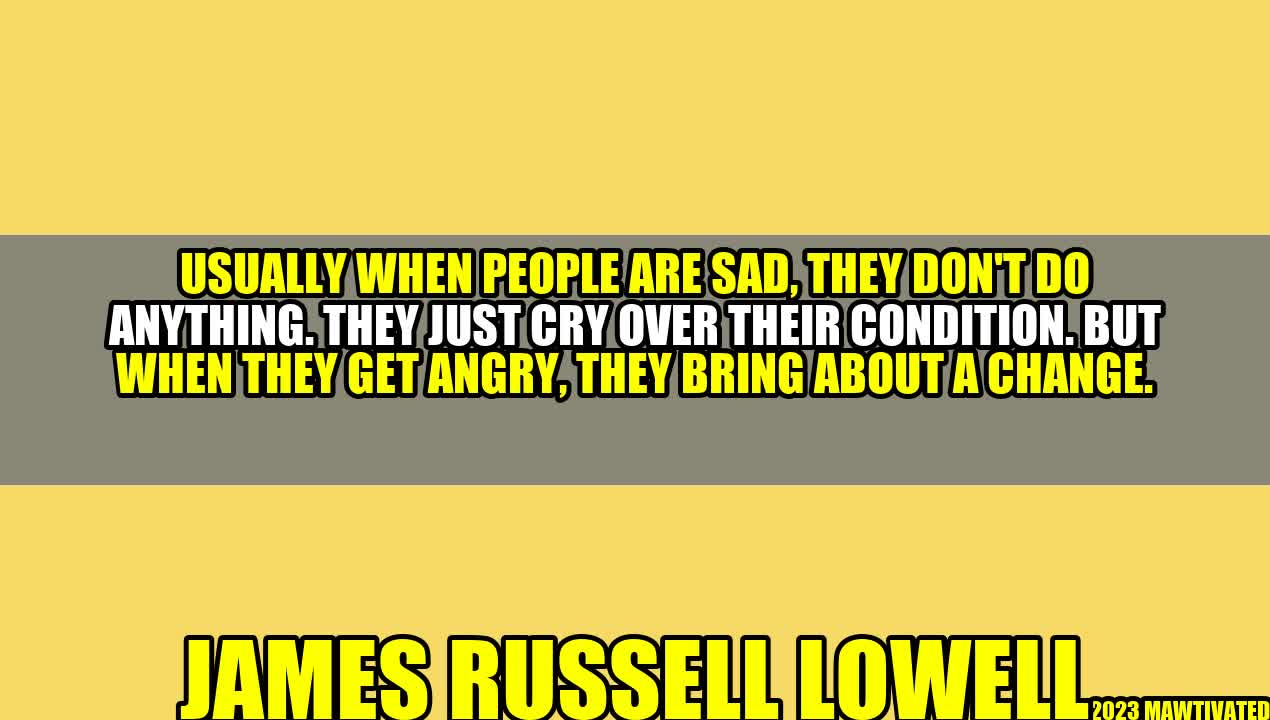 USUALLY WHEN PEOPLE ARE SAD, THEY DON'T DO
ANYTHING. THEY JUST CRY OVER THEIR CONDITION. BUT
WHEN THEY GET ANGRY, THEY BRING ABOUT A CHANGE.
JAMES RUSSELL LOWELL
2023 MAWTIVATED